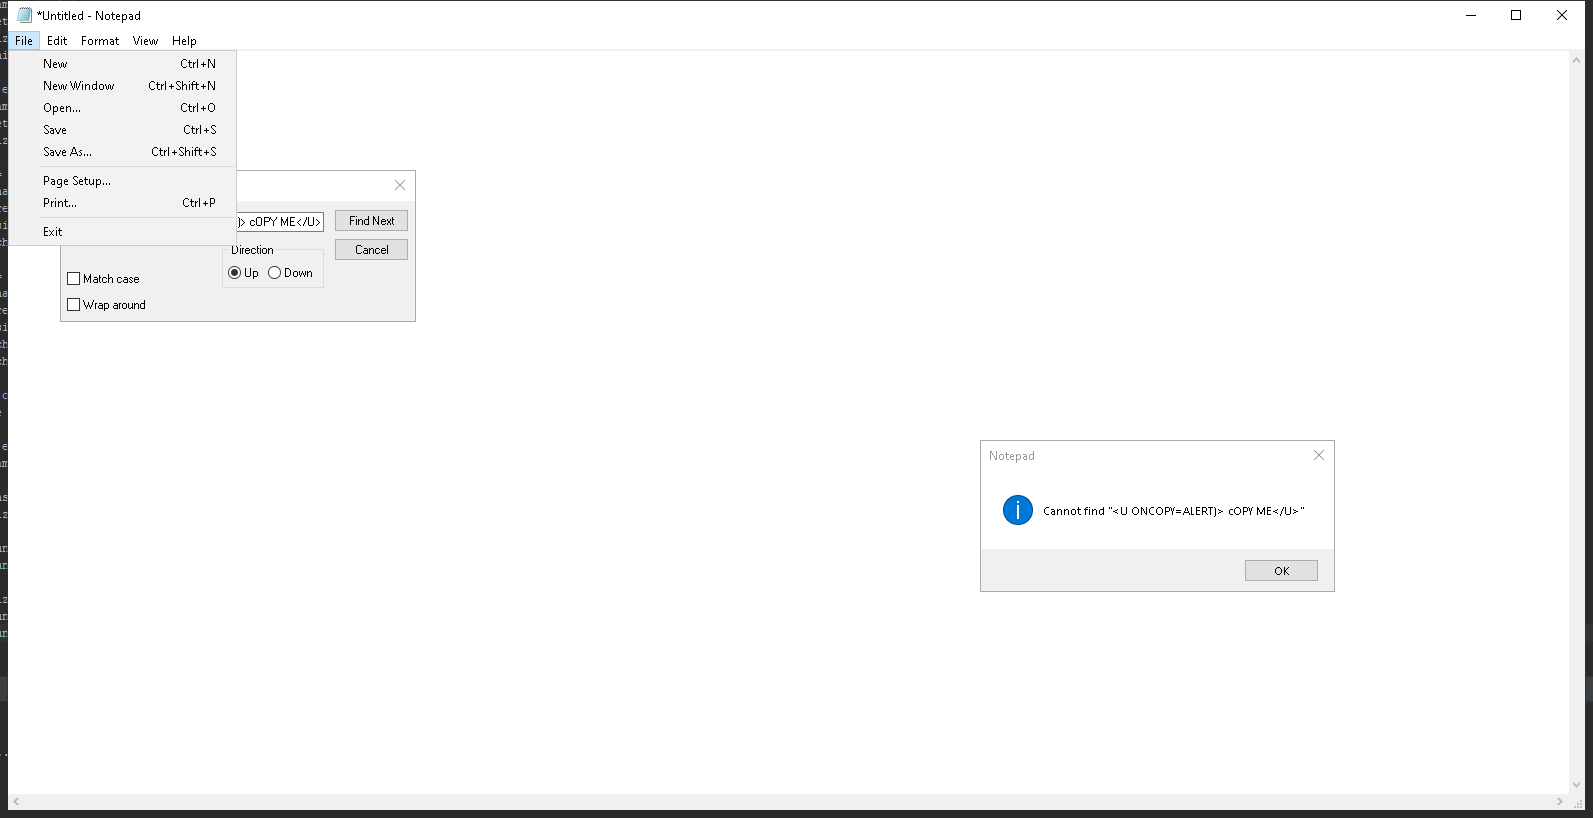 *Untitled - Notepad
File Edit Format View Help
New Ctrl+N
New Window Ctrl+Shift+N
Open... Ctrl+O
Save Ctrl+S
Save As... Ctrl+Shift+S
Page Setup...
Print... Ctrl+P
Exit
)> cOPY ME</U>
Find Next
Cancel
Direction
Up Down
Match case
Wrap around
Notepad
Cannot find "<U ONCOPY=ALERT)> cOPY ME</U>"
OK